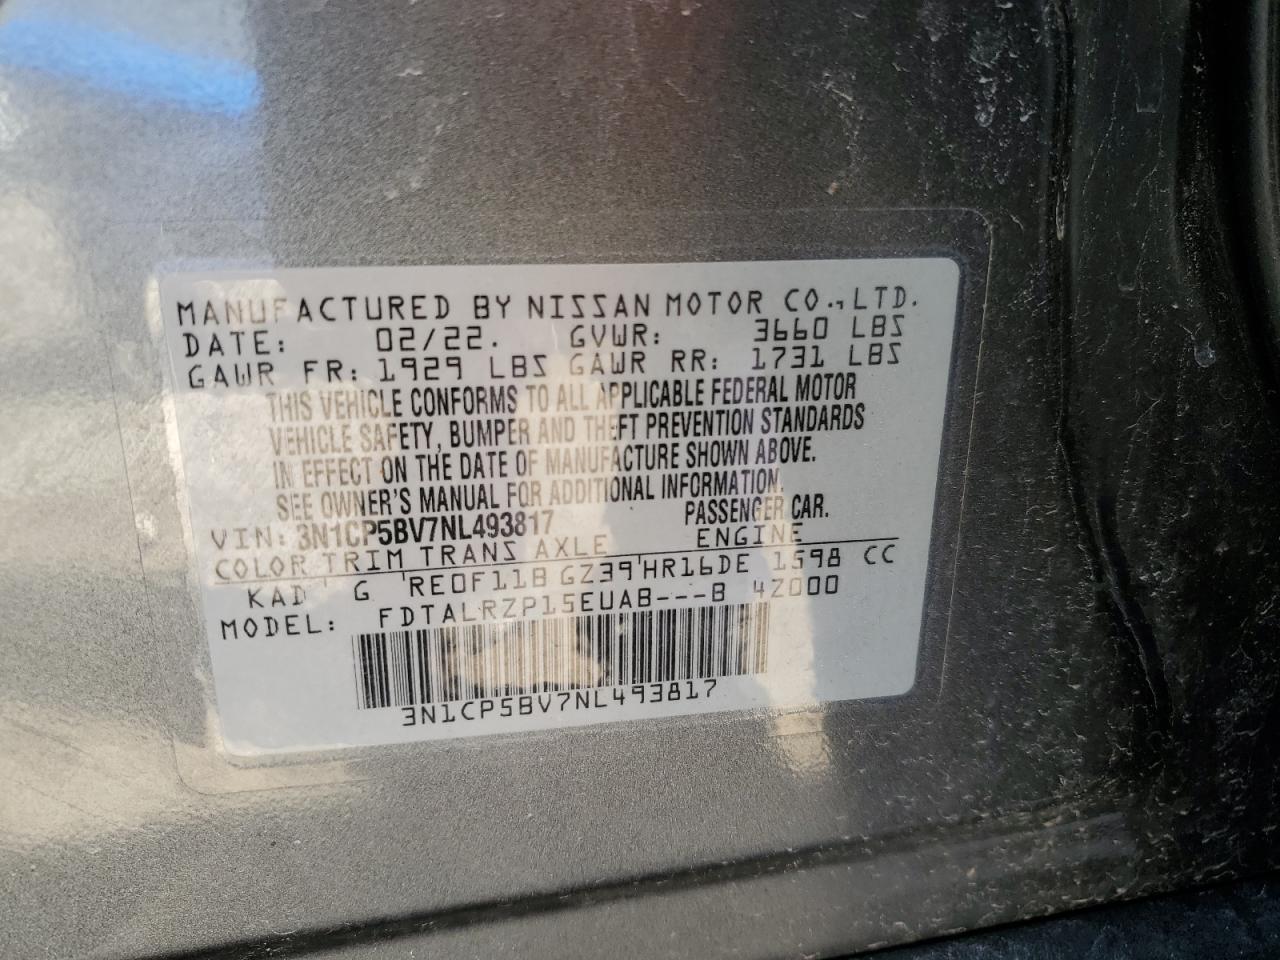 MANUFACTURED BY NISSAN MOTOR CO., LTD.
DATE: 02/22. GVWR: 3660 LBS
GAWR FR: 1929 LBS GAWR RR: 1731 LBS
THIS VEHICLE CONFORMS TO ALL APPLICABLE FEDERAL MOTOR
VEHICLE SAFETY, BUMPER AND THEFT PREVENTION STANDARDS
IN EFFECT ON THE DATE OF MANUFACTURE SHOWN ABOVE.
SEE OWNER'S MANUAL FOR ADDITIONAL INFORMATION.
VIN: 3N1CP5BV7NL493817 PASSENGER CAR.
COLOR TRIM TRANS AXLE ENGINE
KAD G RE0F11B GZ39 HR16DE 1598 CC
MODEL: FDTALRZP15EUAB---B 4Z000
3N1CP5BV7NL493817